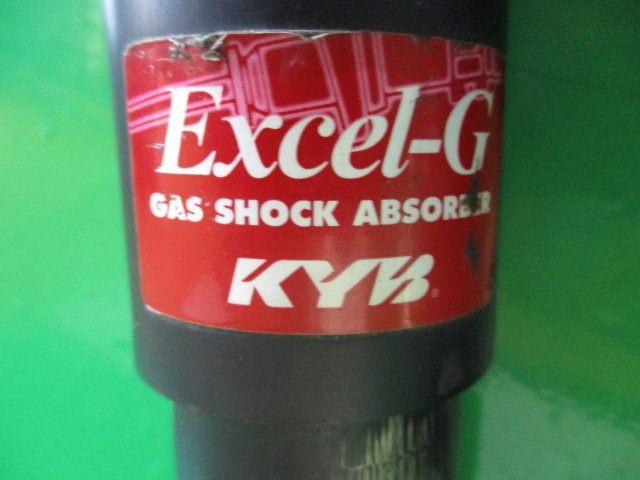 Excel-G
GAS SHOCK ABSORBER
KYB®